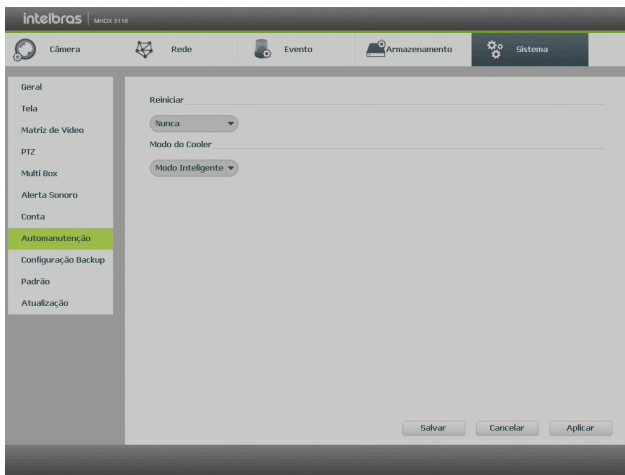 intelbras MHDX 5116
Câmera Rede Evento Armazenamento Sistema
Geral
Tela
Matriz de Vídeo
PTZ
Multi Box
Alerta Sonoro
Conta
Automanutenção
Configuração Backup
Padrão
Atualização
Reiniciar
Nunca
Modo do Cooler
Modo Inteligente
Salvar Cancelar Aplicar